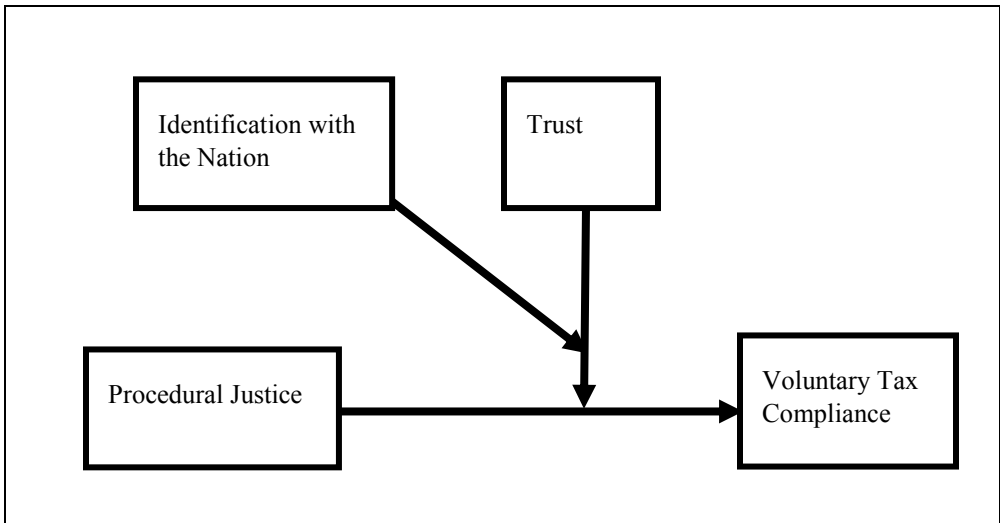 Identification with
the Nation
Trust
Procedural Justice
Voluntary Tax
Compliance